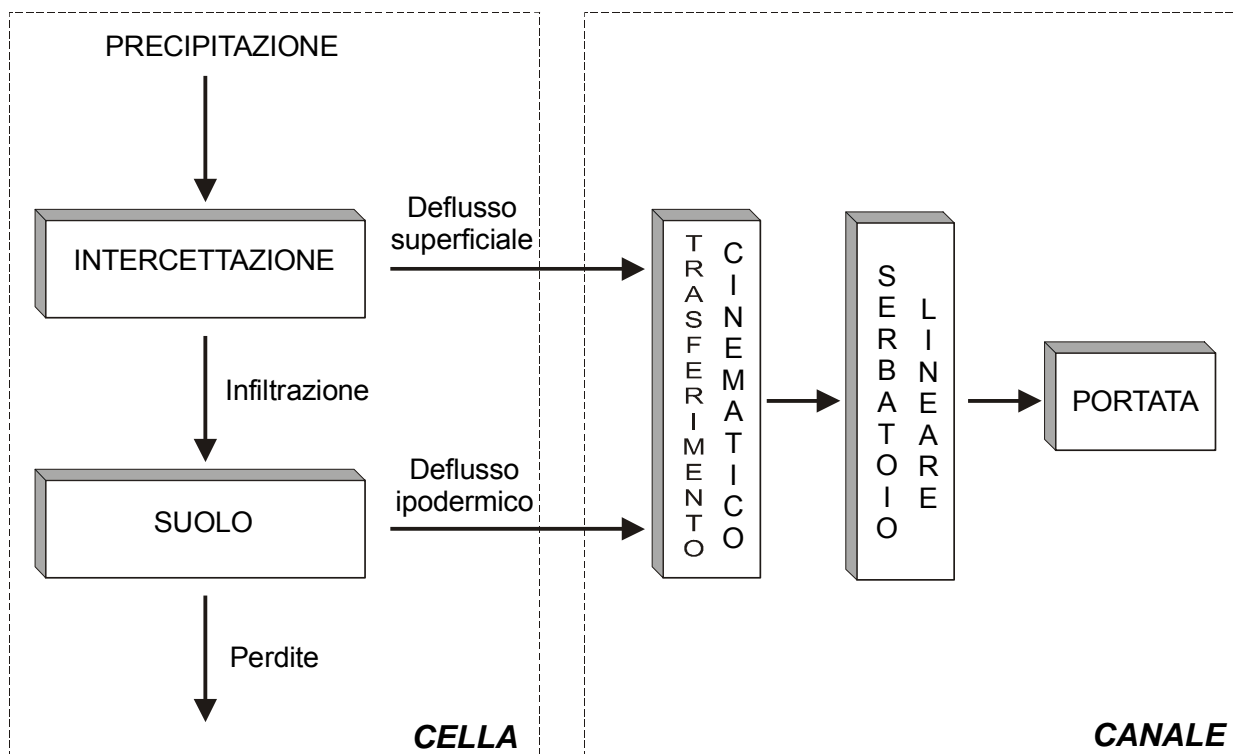 PRECIPITAZIONE
INTERCETTAZIONE
Deflusso
superficiale
Infiltrazione
SUOLO
Deflusso
ipodermico
Perdite
CELLA
TRASFERIMENTO
CINEMATICO
SERBATOIO
LINEARE
PORTATA
CANALE